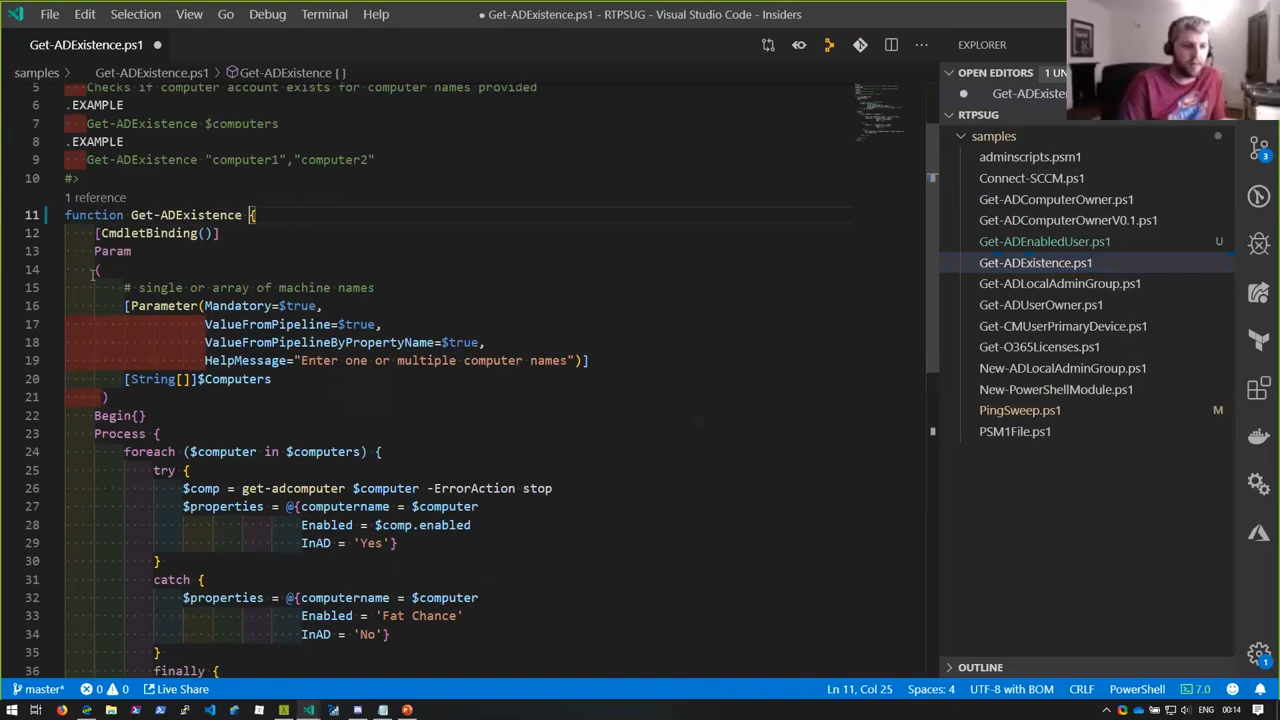 File Edit Selection View Go Debug Terminal Help
● Get-ADExistence.ps1 - RTPSUG - Visual Studio Code - Insiders
Get-ADExistence.ps1 ●
samples > Get-ADExistence.ps1 > Get-ADExistence { }
5 Checks if computer account exists for computer names provided
6 .EXAMPLE
7 Get-ADExistence $computers
8 .EXAMPLE
9 Get-ADExistence "computer1","computer2"
10 #>
1 reference
11 function Get-ADExistence {
12 [CmdletBinding()]
13 Param
14 (
15 # single or array of machine names
16 [Parameter(Mandatory=$true,
17 ValueFromPipeline=$true,
18 ValueFromPipelineByPropertyName=$true,
19 HelpMessage="Enter one or multiple computer names")]
20 [String[]]$Computers
21 )
22 Begin{}
23 Process {
24 foreach ($computer in $computers) {
25 try {
26 $comp = get-adcomputer $computer -ErrorAction stop
27 $properties = @{computername = $computer
28 Enabled = $comp.enabled
29 InAD = 'Yes'}
30 }
31 catch {
32 $properties = @{computername = $computer
33 Enabled = 'Fat Chance'
34 InAD = 'No'}
35 }
36 finally {
EXPLORER
OPEN EDITORS 1 UN
Get-ADExisten
RTPSUG
samples
adminscripts.psm1
Connect-SCCM.ps1
Get-ADComputerOwner.ps1
Get-ADComputerOwnerV0.1.ps1
Get-ADEnabledUser.ps1 U
Get-ADExistence.ps1
Get-ADLocalAdminGroup.ps1
Get-ADUserOwner.ps1
Get-CMUserPrimaryDevice.ps1
Get-O365Licenses.ps1
New-ADLocalAdminGroup.ps1
New-PowerShellModule.ps1
PingSweep.ps1 M
PSM1File.ps1
OUTLINE
3
1
master* 0 0 Live Share Ln 11, Col 25 Spaces: 4 UTF-8 with BOM CRLF PowerShell 7.0
ENG 00:14